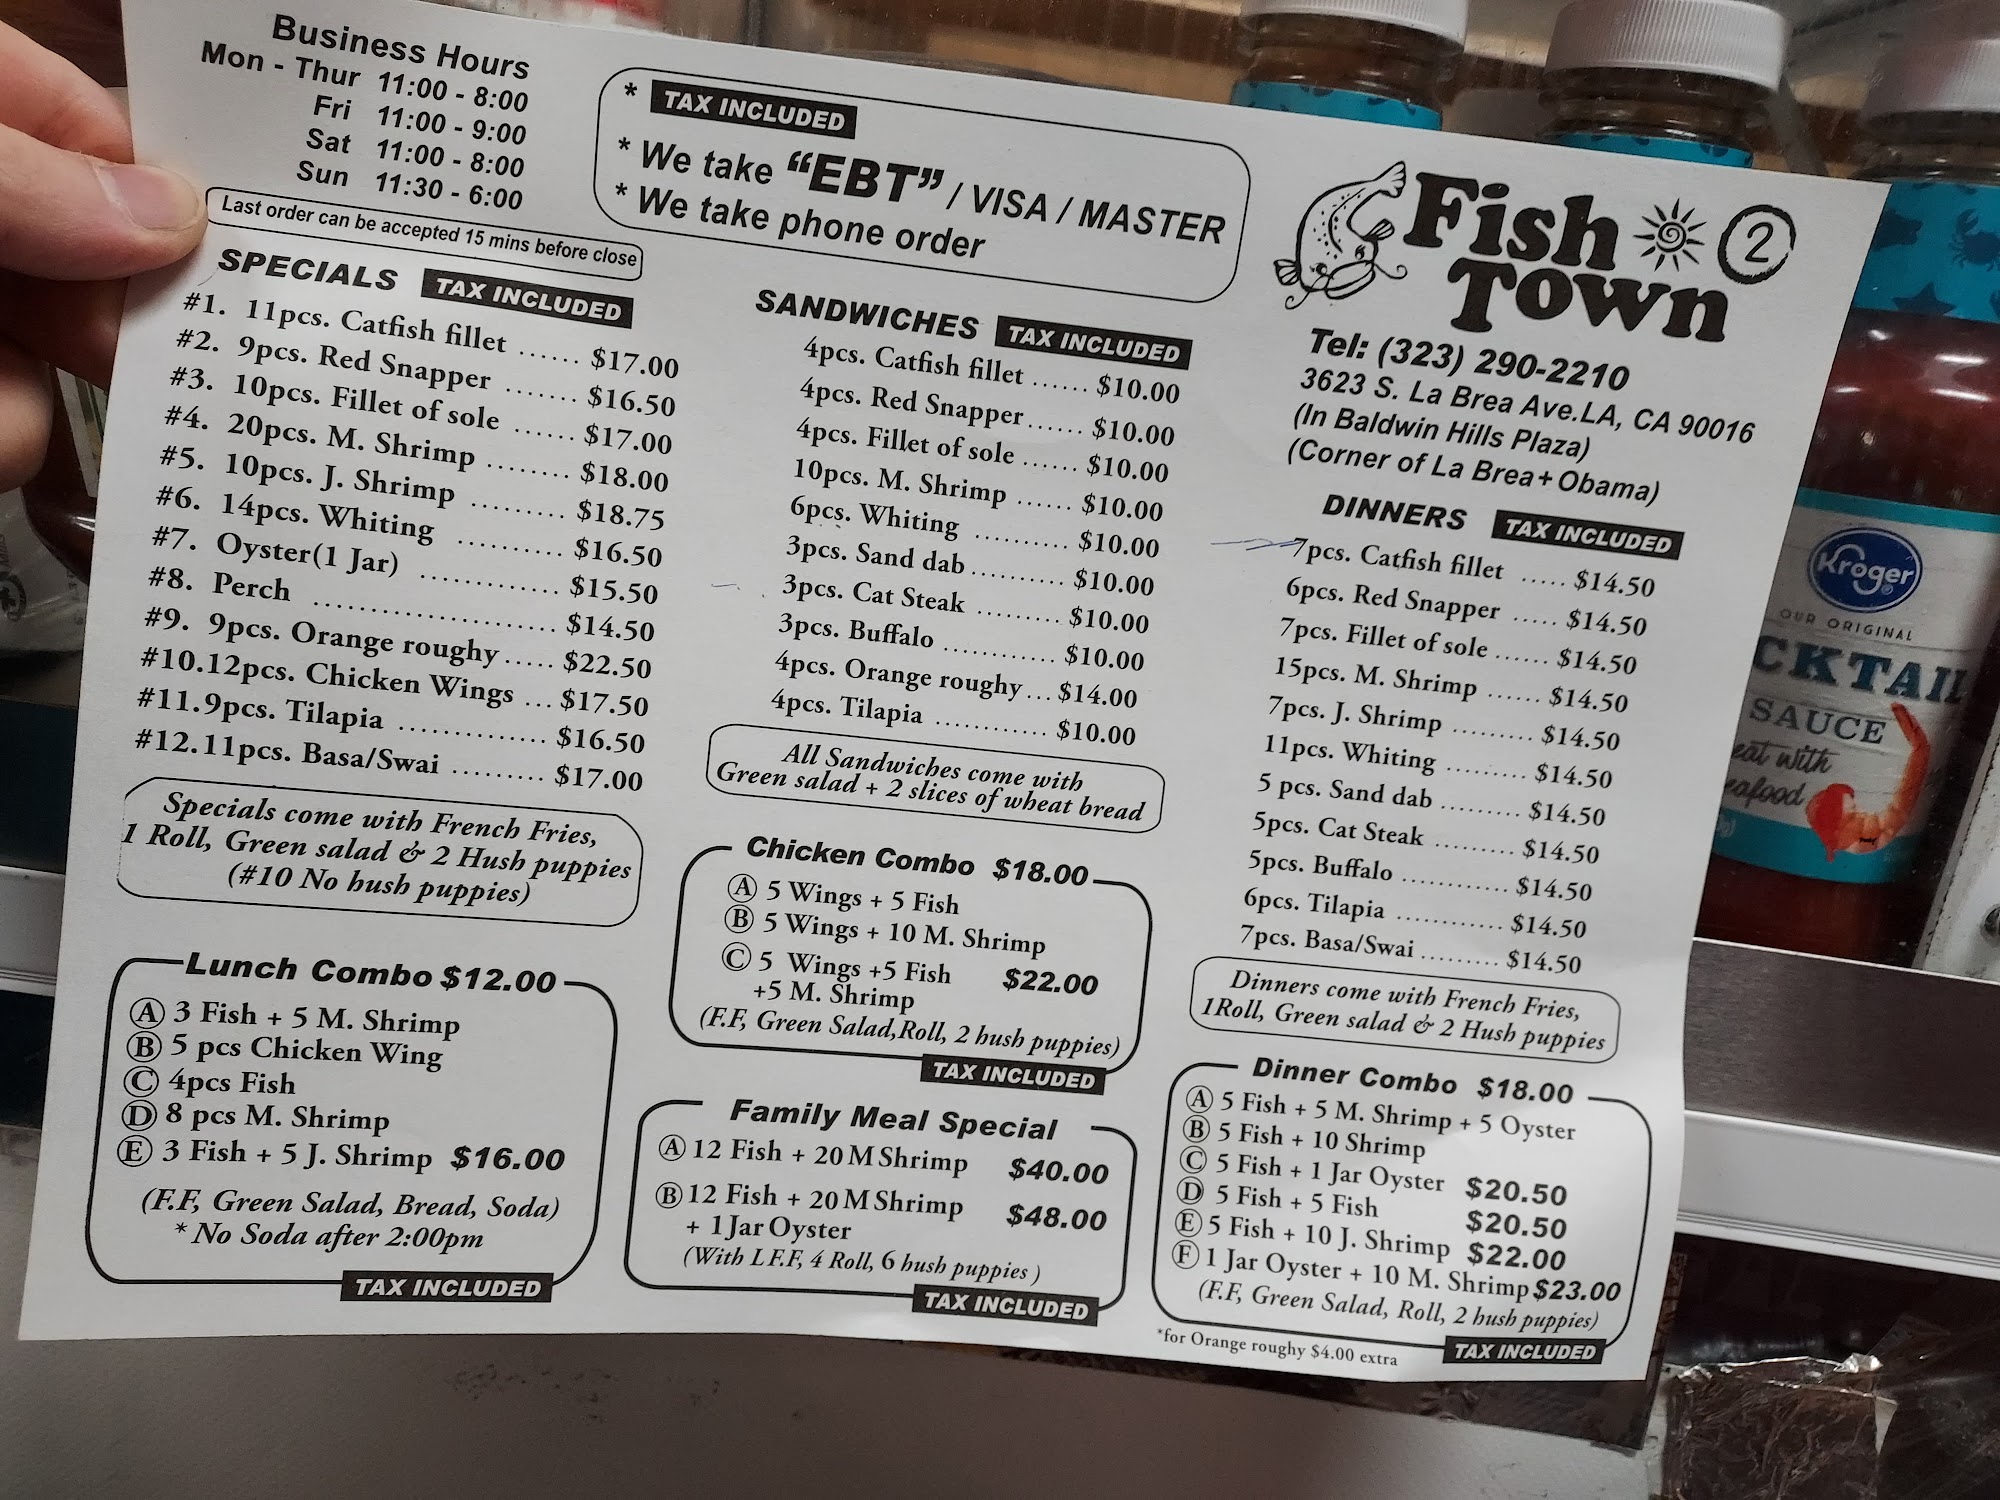 Business Hours
Mon - Thur 11:00 - 8:00
Fri 11:00 - 9:00
Sat 11:00 - 8:00
Sun 11:30 - 6:00
Last order can be accepted 15 mins before close
* TAX INCLUDED
* We take “EBT” / VISA / MASTER
* We take phone order
Fish Town 2
Tel: (323) 290-2210
3623 S. La Brea Ave.LA, CA 90016
(In Baldwin Hills Plaza)
(Corner of La Brea+Obama)
SPECIALS TAX INCLUDED
#1. 11pcs. Catfish fillet ...... $17.00
#2. 9pcs. Red Snapper ....... $16.50
#3. 10pcs. Fillet of sole ...... $17.00
#4. 20pcs. M. Shrimp ........ $18.00
#5. 10pcs. J. Shrimp ......... $18.75
#6. 14pcs. Whiting .......... $16.50
#7. Oyster(1 Jar) ............ $15.50
#8. Perch ..................... $14.50
#9. 9pcs. Orange roughy..... $22.50
#10.12pcs. Chicken Wings ... $17.50
#11.9pcs. Tilapia ............. $16.50
#12.11pcs. Basa/Swai ......... $17.00
Specials come with French Fries,
1 Roll, Green salad & 2 Hush puppies
(#10 No hush puppies)
Lunch Combo $12.00
A 3 Fish + 5 M. Shrimp
B 5 pcs Chicken Wing
C 4pcs Fish
D 8 pcs M. Shrimp
E 3 Fish + 5 J. Shrimp $16.00
(F.F, Green Salad, Bread, Soda)
* No Soda after 2:00pm
TAX INCLUDED
SANDWICHES TAX INCLUDED
4pcs. Catfish fillet ...... $10.00
4pcs. Red Snapper...... $10.00
4pcs. Fillet of sole ...... $10.00
10pcs. M. Shrimp ...... $10.00
6pcs. Whiting .......... $10.00
3pcs. Sand dab.......... $10.00
3pcs. Cat Steak ......... $10.00
3pcs. Buffalo ............ $10.00
4pcs. Orange roughy... $14.00
4pcs. Tilapia ............ $10.00
All Sandwiches come with
Green salad + 2 slices of wheat bread
Chicken Combo $18.00
A 5 Wings + 5 Fish
B 5 Wings + 10 M. Shrimp
C 5 Wings +5 Fish $22.00
+5 M. Shrimp
(F.F, Green Salad,Roll, 2 hush puppies)
TAX INCLUDED
Family Meal Special
A 12 Fish + 20 M Shrimp $40.00
B 12 Fish + 20 M Shrimp $48.00
+ 1 Jar Oyster
(With L F.F, 4 Roll, 6 hush puppies )
TAX INCLUDED
DINNERS TAX INCLUDED
7pcs. Catfish fillet ..... $14.50
6pcs. Red Snapper ..... $14.50
7pcs. Fillet of sole ...... $14.50
15pcs. M. Shrimp ...... $14.50
7pcs. J. Shrimp ......... $14.50
11pcs. Whiting ......... $14.50
5 pcs. Sand dab ......... $14.50
5pcs. Cat Steak ......... $14.50
5pcs. Buffalo ............ $14.50
6pcs. Tilapia ............ $14.50
7pcs. Basa/Swai ......... $14.50
Dinners come with French Fries,
1Roll, Green salad & 2 Hush puppies
Dinner Combo $18.00
A 5 Fish + 5 M. Shrimp + 5 Oyster
B 5 Fish + 10 Shrimp
C 5 Fish + 1 Jar Oyster $20.50
D 5 Fish + 5 Fish $20.50
E 5 Fish + 10 J. Shrimp $22.00
F 1 Jar Oyster + 10 M. Shrimp $23.00
(F.F, Green Salad, Roll, 2 hush puppies)
TAX INCLUDED
*for Orange roughy $4.00 extra
Kroger
OUR ORIGINAL
CKTAIL
SAUCE
eat with
eafood